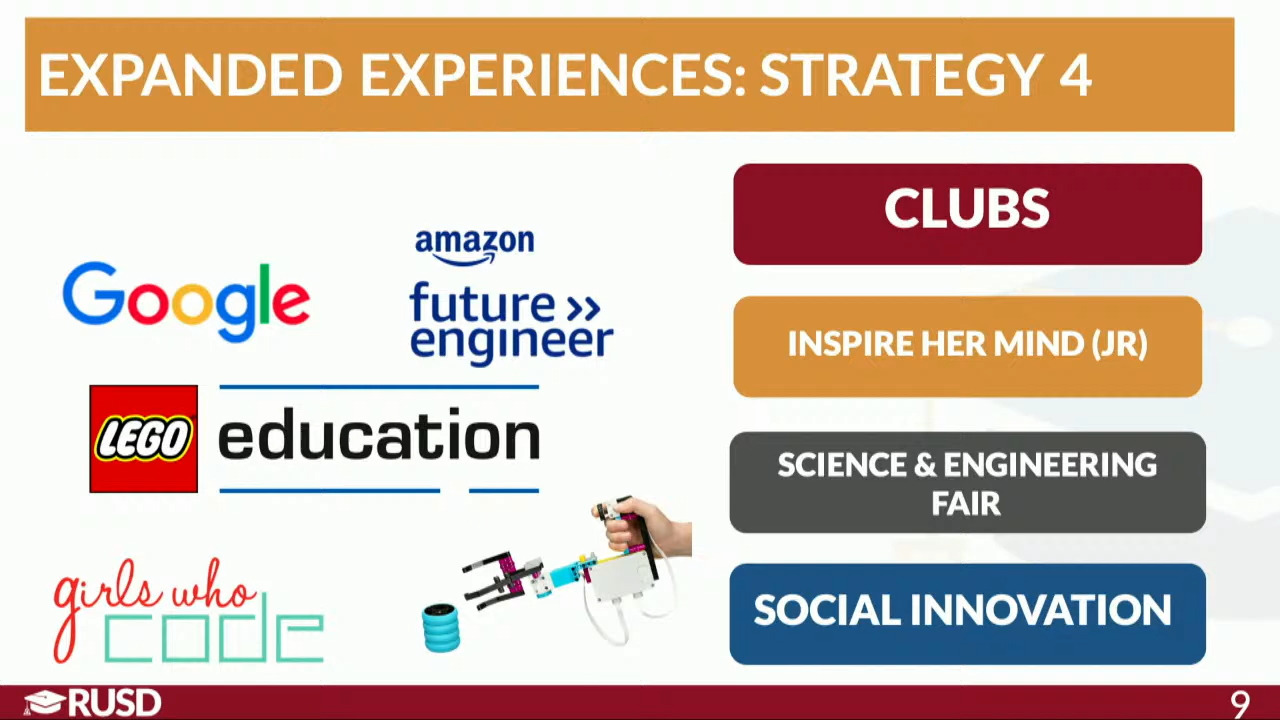 EXPANDED EXPERIENCES: STRATEGY 4
Google
amazon
future >>
engineer
LEGO education
girls who
code
CLUBS
INSPIRE HER MIND (JR)
SCIENCE & ENGINEERING
FAIR
SOCIAL INNOVATION
RUSD
9